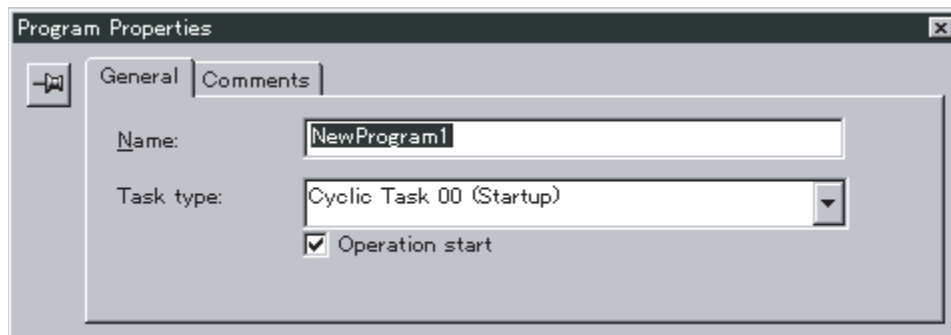 Program Properties
General
Comments
Name:
NewProgram1
Task type:
Cyclic Task 00 (Startup)
Operation start